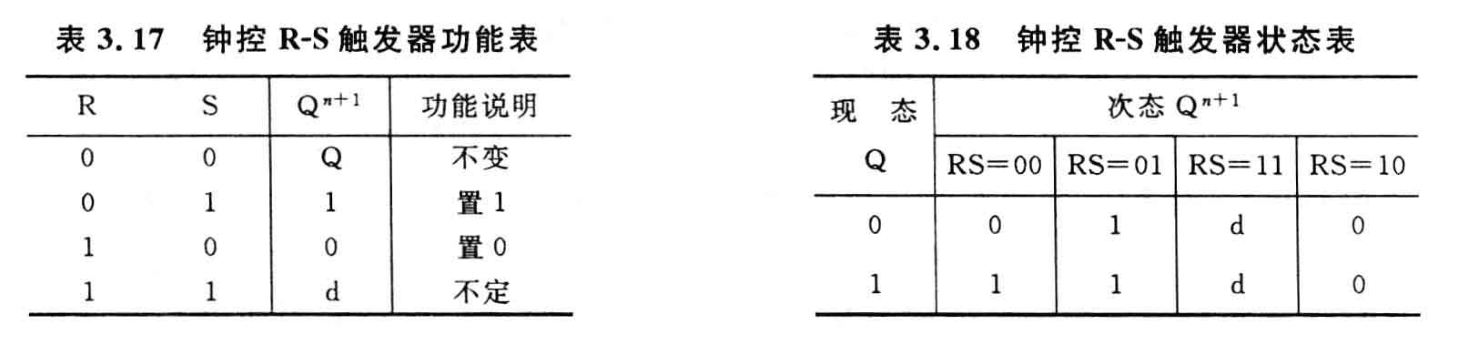 表 3.17 钟控 R-S 触发器功能表
R S Qⁿ⁺¹ 功能说明
0 0 Q 不变
0 1 1 置 1
1 0 0 置 0
1 1 d 不定
表 3.18 钟控 R-S 触发器状态表
现 态 次态 Qⁿ⁺¹
Q RS=00 RS=01 RS=11 RS=10
0 0 1 d 0
1 1 1 d 0